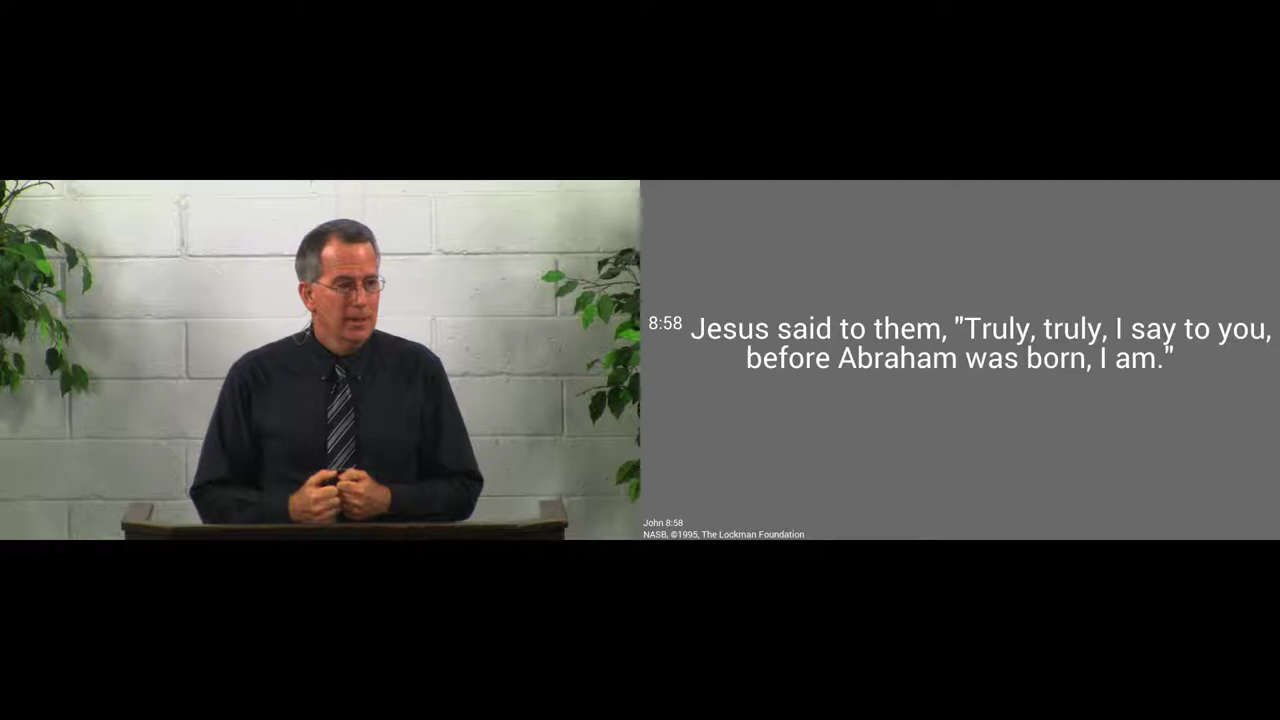 8:58 Jesus said to them, "Truly, truly, I say to you,
before Abraham was born, I am."
John 8:58
NASB, ©1995, The Lockman Foundation